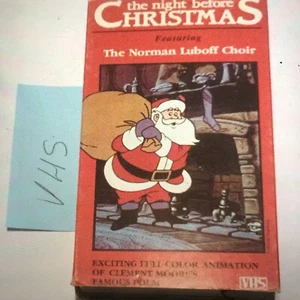 the night before
CHRISTMAS
Featuring
The Norman Luboff Choir
VHS
EXCITING FULL-COLOR ANIMATION
OF CLEMENT MOORE'S
FAMOUS POEM
VHS